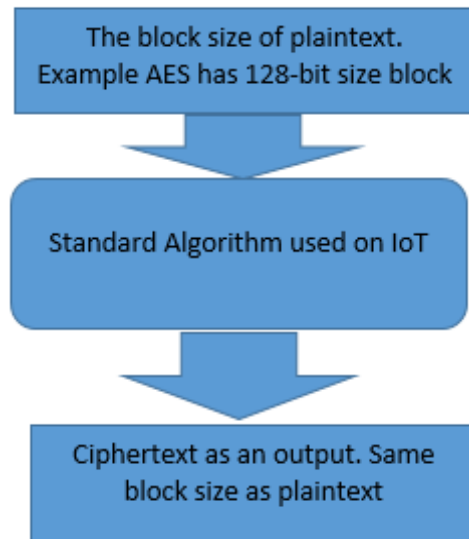 The block size of plaintext.
Example AES has 128-bit size block
Standard Algorithm used on IoT
Ciphertext as an output. Same
block size as plaintext